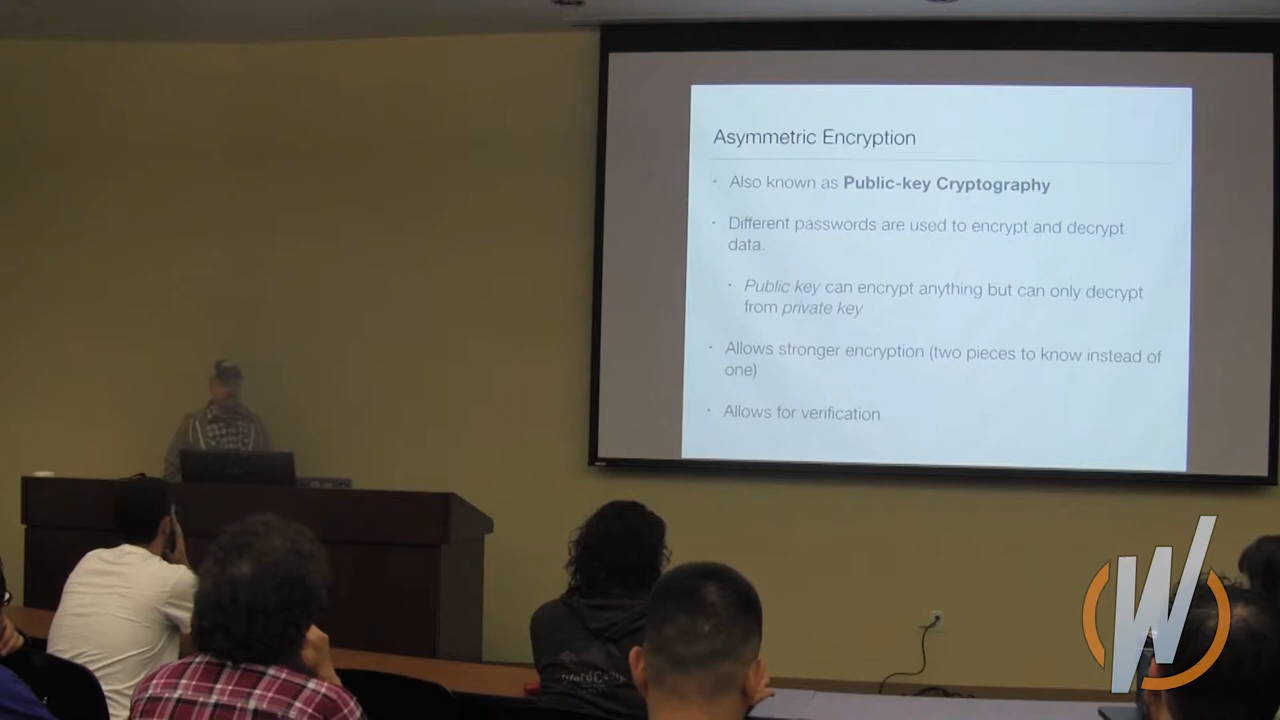 Asymmetric Encryption
· Also known as Public-key Cryptography
· Different passwords are used to encrypt and decrypt
data.
· Public key can encrypt anything but can only decrypt
from private key
· Allows stronger encryption (two pieces to know instead of
one)
· Allows for verification
W